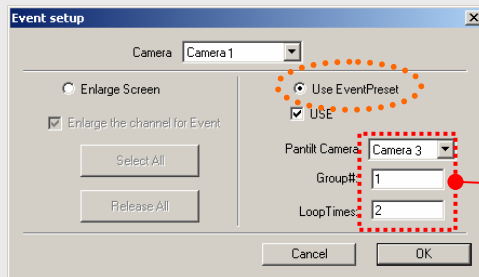 Event setup
Camera Camera 1
Enlarge Screen
Enlarge the channel for Event
Select All
Release All
Use EventPreset
USE
Pantilt Camera Camera 3
Group#: 1
LoopTimes: 2
Cancel OK